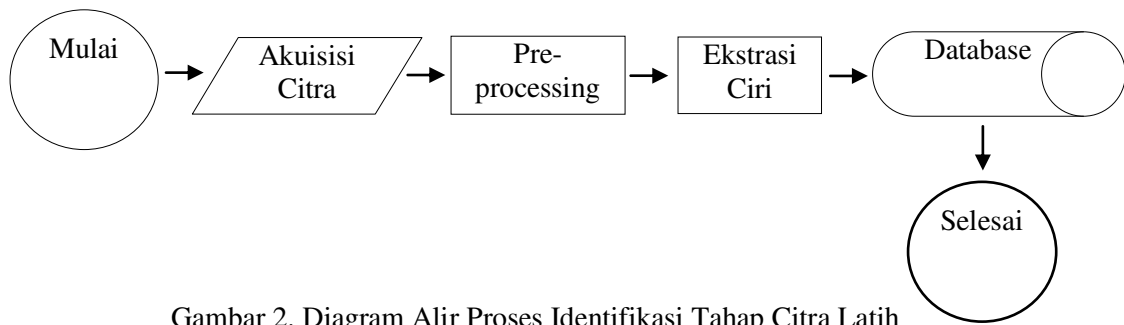 Mulai
Akuisisi
Citra
Pre-
processing
Ekstrasi
Ciri
Database
Selesai
Gambar 2. Diagram Alir Proses Identifikasi Tahap Citra Latih